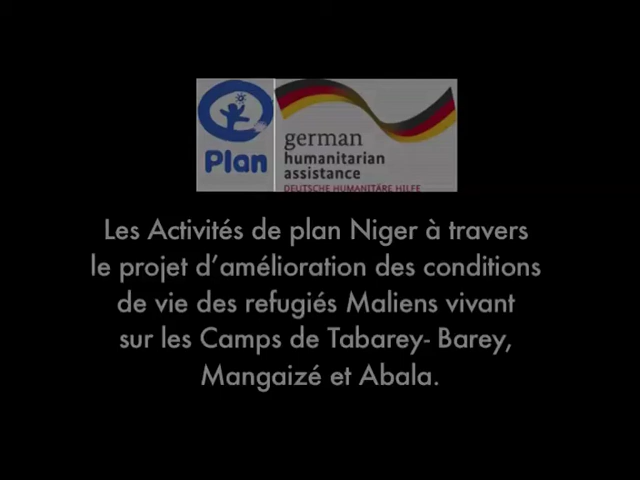 Plan
german
humanitarian
assistance
DEUTSCHE HUMANITÄRE HILFE
Les Activités de plan Niger à travers
le projet d’amélioration des conditions
de vie des refugiés Maliens vivant
sur les Camps de Tabarey- Barey,
Mangaizé et Abala.